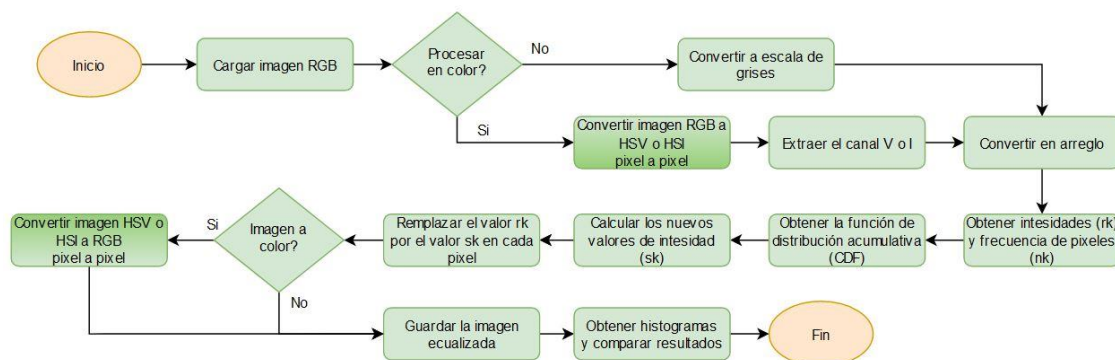 Inicio
Cargar imagen RGB
Procesar
en color?
No
Convertir a escala de
grises
Si
Convertir imagen RGB a
HSV o HSI
pixel a pixel
Extraer el canal V o I
Convertir en arreglo
Convertir imagen HSV o
HSI a RGB
pixel a pixel
Si
Imagen a
color?
Remplazar el valor rk
por el valor sk en cada
pixel
Calcular los nuevos
valores de intesidad
(sk)
Obtener la función de
distribución acumulativa
(CDF)
Obtener intesidades (rk)
y frecuencia de pixeles
(nk)
No
Guardar la imagen
ecualizada
Obtener histogramas
y comparar resultados
Fin